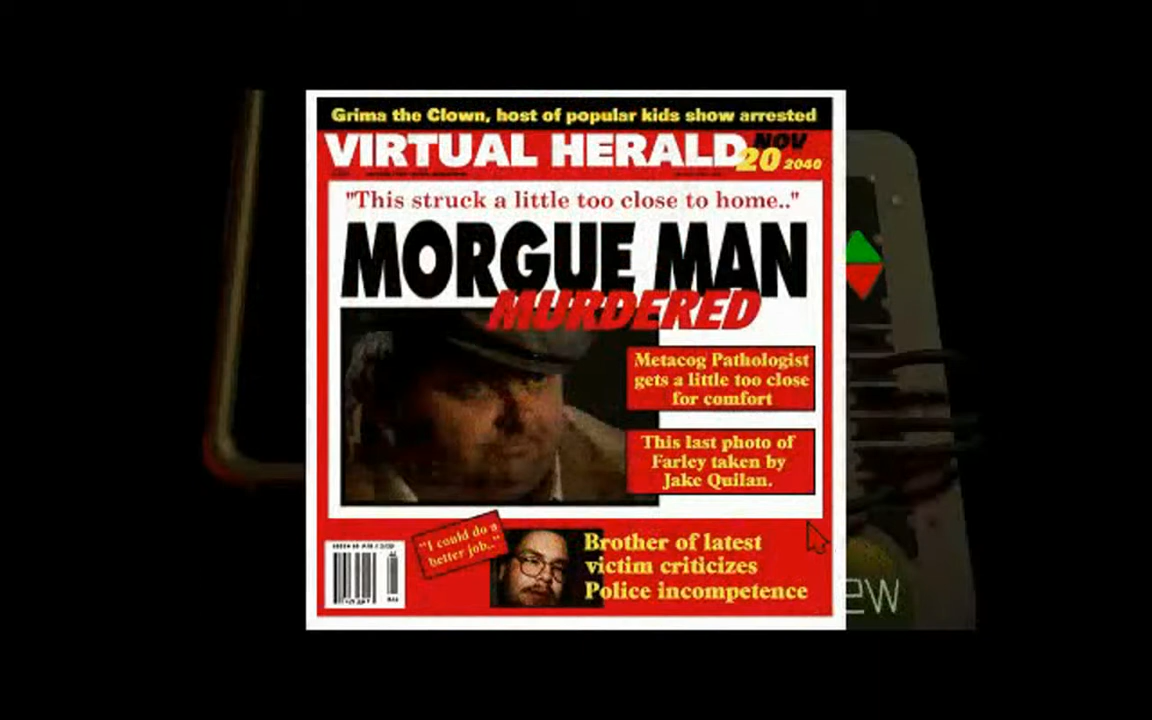 Grima the Clown, host of popular kids show arrested
VIRTUAL HERALD
NOV
20 2040
"This struck a little too close to home.."
MORGUE MAN
MURDERED
Metacog Pathologist
gets a little too close
for comfort
This last photo of
Farley taken by
Jake Quilan.
"I could do a
better job.."
Brother of latest
victim criticizes
Police incompetence
ew